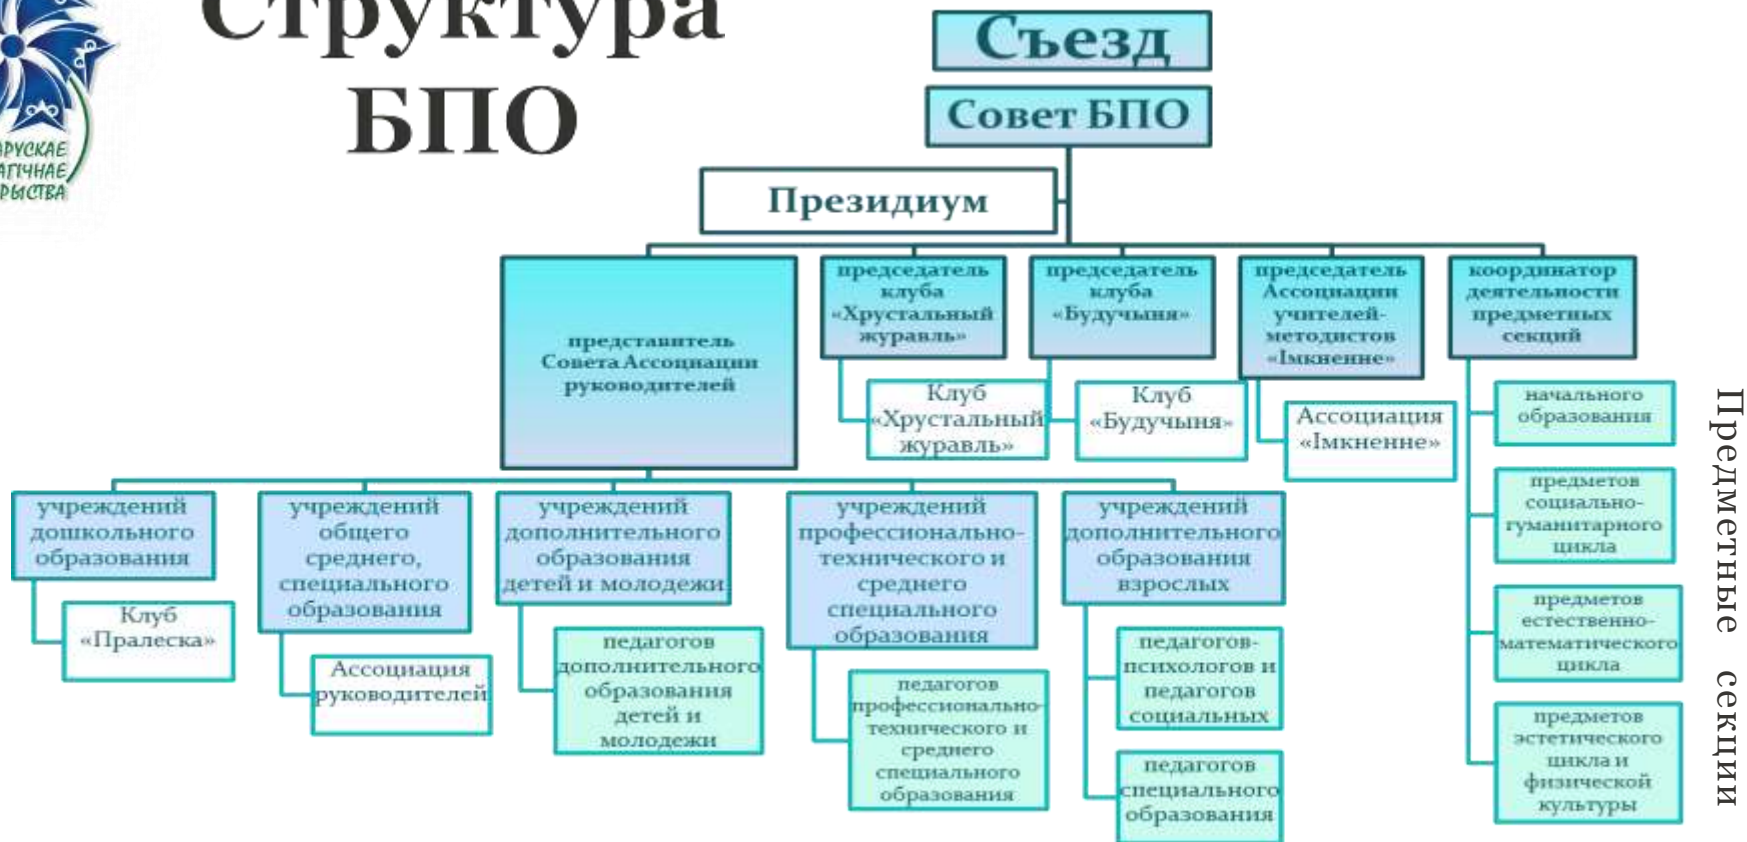 Структура
БПО
АРУСКАЕ
АГІЧНАЕ
РЫСТВА
Съезд
Совет БПО
Президиум
представитель
Совета Ассоциации
руководителей
председатель
клуба
«Хрустальный
журавль»
председатель
клуба
«Будучыня»
председатель
Ассоциации
учителей-
методистов
«Імкненне»
координатор
деятельности
предметных
секций
Клуб
«Хрустальный
журавль»
Клуб
«Будучыня»
Ассоциация
«Імкненне»
начального
образования
предметов
социально-
гуманитарного
цикла
предметов
естественно-
математического
цикла
предметов
эстетического
цикла и
физической
культуры
Предметные секции
учреждений
дошкольного
образования
учреждений
общего
среднего,
специального
образования
учреждений
дополнительного
образования
детей и молодежи
учреждений
профессионально-
технического и
среднего
специального
образования
учреждений
дополнительного
образования
взрослых
Клуб
«Пралеска»
Ассоциация
руководителей
педагогов
дополнительного
образования
детей и
молодежи
педагогов
профессионально-
технического и
среднего
специального
образования
педагогов-
психологов и
педагогов
социальных
педагогов
специального
образования